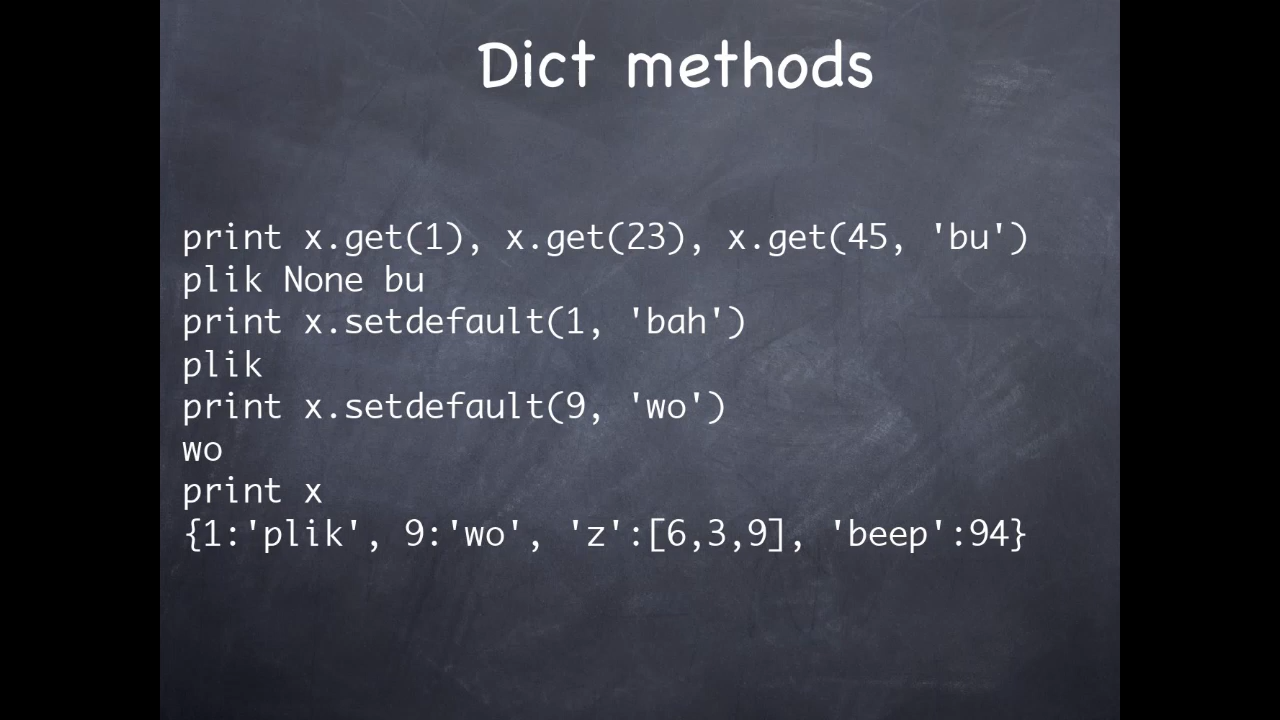 Dict methods
print x.get(1), x.get(23), x.get(45, 'bu')
plik None bu
print x.setdefault(1, 'bah')
plik
print x.setdefault(9, 'wo')
wo
print x
{1:'plik', 9:'wo', 'z':[6,3,9], 'beep':94}